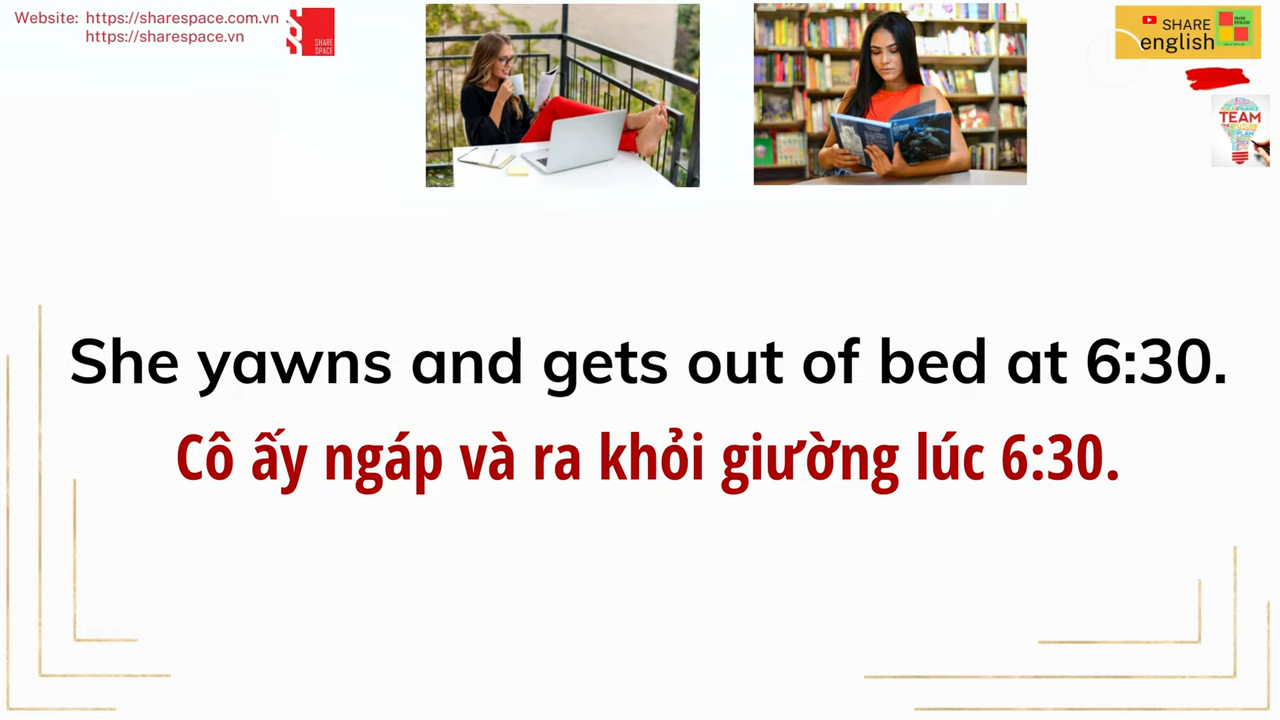 Website: https://sharespace.com.vn
https://sharespace.vn
SHARE
SPACE
SHARE
english
TEAM
PLAN
She yawns and gets out of bed at 6:30.
Cô ấy ngáp và ra khỏi giường lúc 6:30.